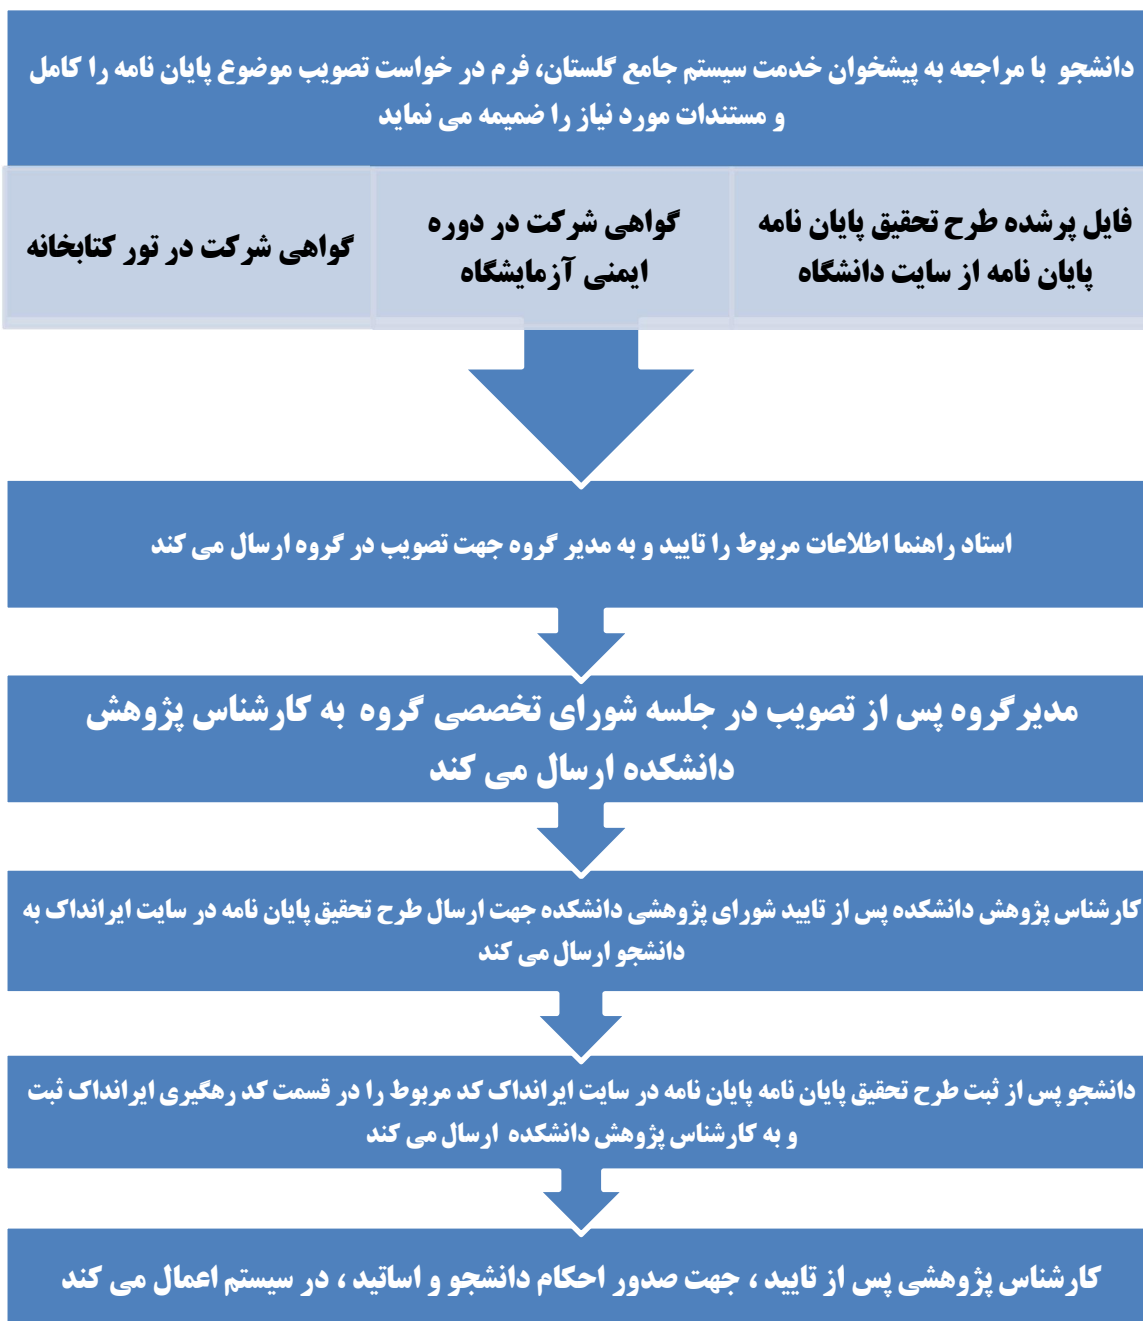 دانشجو با مراجعه به پیشخوان خدمت سیستم جامع گلستان، فرم در خواست تصویب موضوع پایان نامه را کامل
و مستندات مورد نیاز را ضمیمه می نماید
فایل پرشده طرح تحقیق پایان نامه
پایان نامه از سایت دانشگاه
گواهی شرکت در دوره
ایمنی آزمایشگاه
گواهی شرکت در تور کتابخانه
استاد راهنما اطلاعات مربوط را تایید و به مدیر گروه جهت تصویب در گروه ارسال می کند
مدیرگروه پس از تصویب در جلسه شورای تخصصی گروه به کارشناس پژوهش
دانشکده ارسال می کند
کارشناس پژوهش دانشکده پس از تایید شورای پژوهشی دانشکده جهت ارسال طرح تحقیق پایان نامه در سایت ایرانداک به
دانشجو ارسال می کند
دانشجو پس از ثبت طرح تحقیق پایان نامه پایان نامه در سایت ایرانداک کد مربوط را در قسمت کد رهگیری ایرانداک ثبت
و به کارشناس پژوهش دانشکده ارسال می کند
کارشناس پژوهشی پس از تایید ، جهت صدور احکام دانشجو و اساتید ، در سیستم اعمال می کند